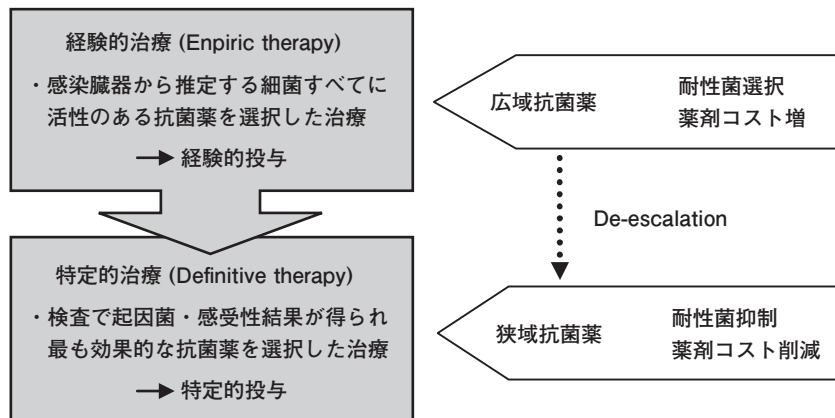 経験的治療 (Enpiric therapy)
・感染臓器から推定する細菌すべてに
活性のある抗菌薬を選択した治療
→ 経験的投与
広域抗菌薬
耐性菌選択
薬剤コスト増
De-escalation
特定的治療 (Definitive therapy)
・検査で起因菌・感受性結果が得られ
最も効果的な抗菌薬を選択した治療
→ 特定的投与
狭域抗菌薬
耐性菌抑制
薬剤コスト削減